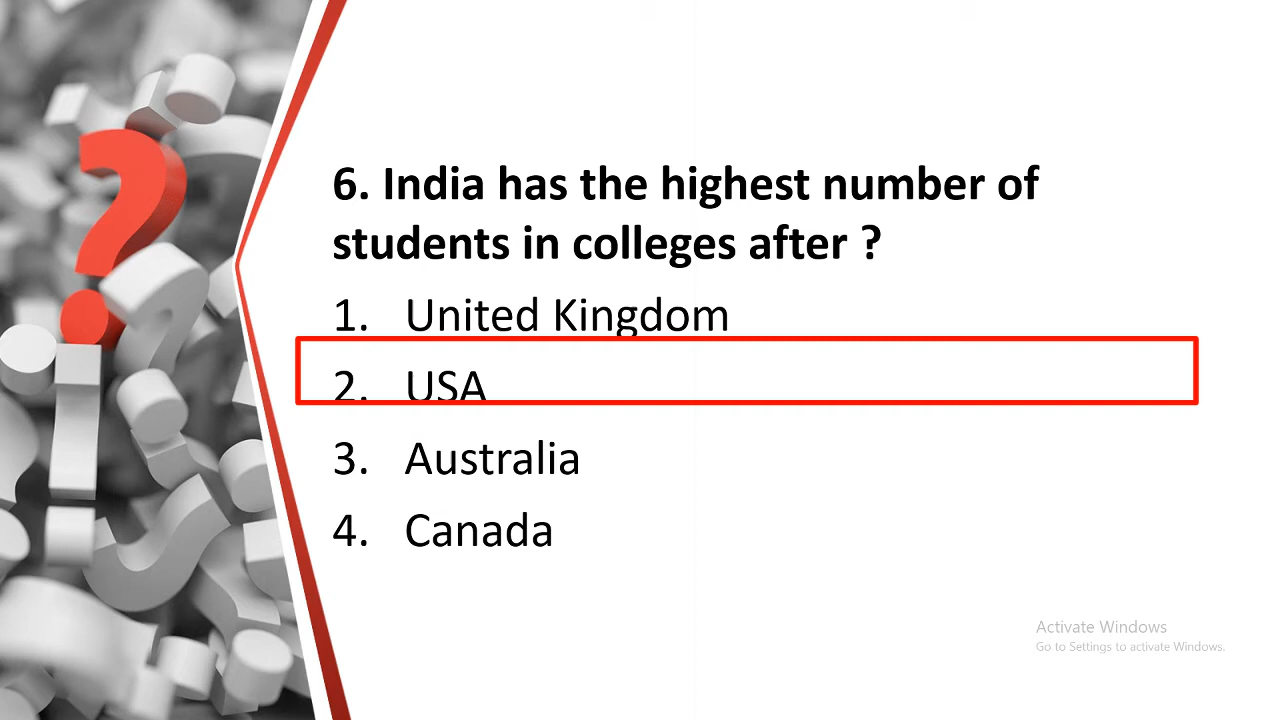 6. India has the highest number of
students in colleges after ?
1. United Kingdom
2. USA
3. Australia
4. Canada
Activate Windows
Go to Settings to activate Windows.